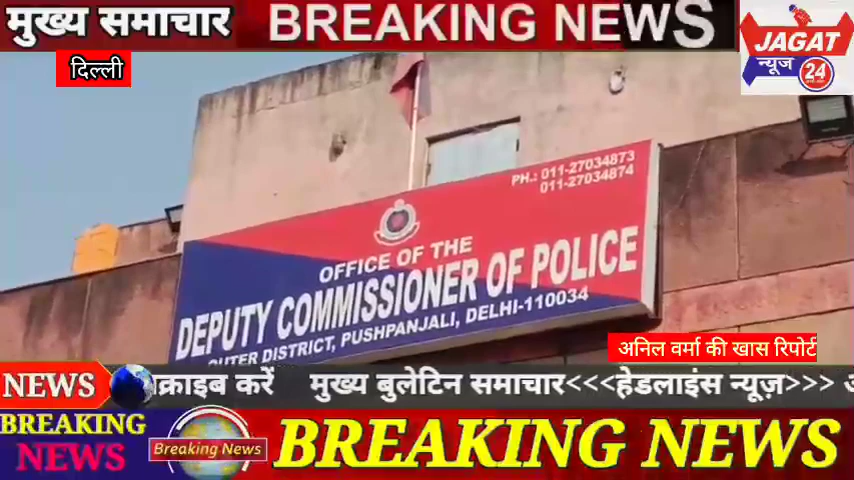 मुख्य समाचार
BREAKING NEWS
JAGAT
न्यूज
24
दिल्ली
PH.: 011-27034873
011-27034874
OFFICE OF THE
DEPUTY COMMISSIONER OF POLICE
OUTER DISTRICT, PUSHPANJALI, DELHI-110034
अनिल वर्मा की खास रिपोर्ट
NEWS
करें मुख्य बुलेटिन समाचार<<<हेडलाइंस न्यूज़>>>
BREAKING
NEWS
Breaking News
BREAKING NEWS